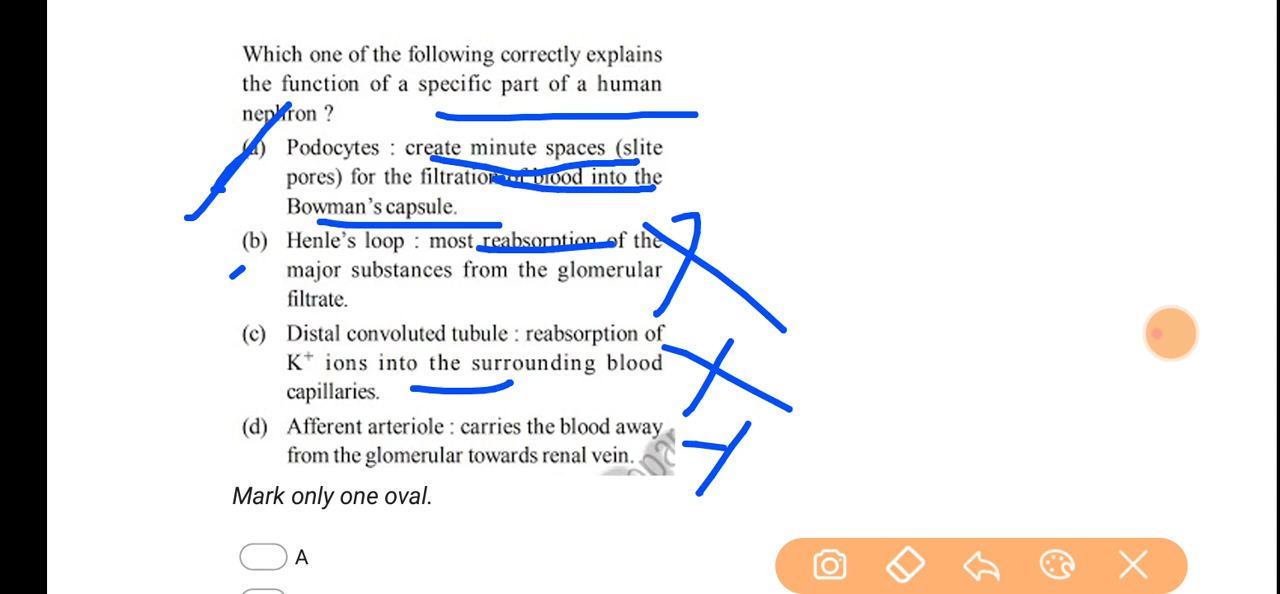 Which one of the following correctly explains
the function of a specific part of a human
nephron ?
(a) Podocytes : create minute spaces (slite
pores) for the filtration of blood into the
Bowman's capsule.
(b) Henle's loop : most reabsorption of the
major substances from the glomerular
filtrate.
(c) Distal convoluted tubule : reabsorption of
K⁺ ions into the surrounding blood
capillaries.
(d) Afferent arteriole : carries the blood away
from the glomerular towards renal vein.
Mark only one oval.
A